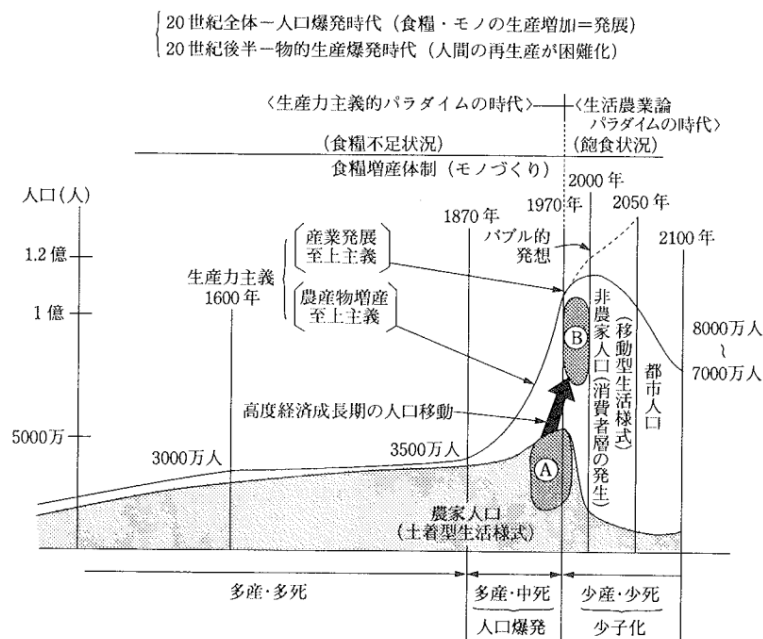 20世紀全体－人口爆発時代（食糧・モノの生産増加＝発展）
20世紀後半－物的生産爆発時代（人間の再生産が困難化）
〈生産力主義的パラダイムの時代〉
〈生活農業論
パラダイムの時代〉
（食糧不足状況）
（飽食状況）
食糧増産体制（モノづくり）
人口（人）
1.2億
1億
5000万
1600年
1870年
1970年
2000年
2050年
2100年
バブル的
発想
生産力主義
産業発展
至上主義
農産物増産
至上主義
高度経済成長期の人口移動
3000万人
3500万人
8000万人
～
7000万人
Ⓐ
Ⓑ
非農家人口（消費者層の発生）
（移動型生活様式）
都市人口
農家人口
（土着型生活様式）
多産・多死
多産・中死
少産・少死
人口爆発
少子化